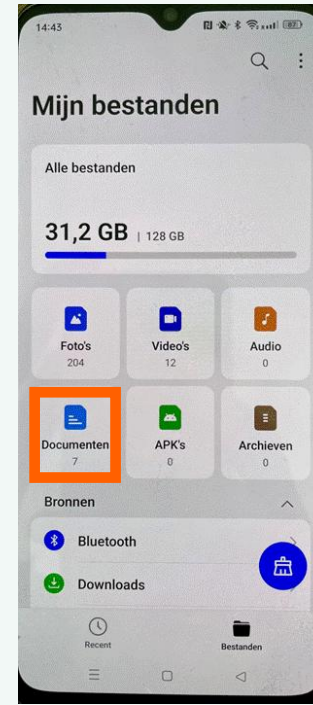 14:43
Mijn bestanden
Alle bestanden
31,2 GB | 128 GB
Foto's Video's Audio
204 12 0
Documenten APK's Archieven
7 0 0
Bronnen
Bluetooth
Downloads
Recent Bestanden